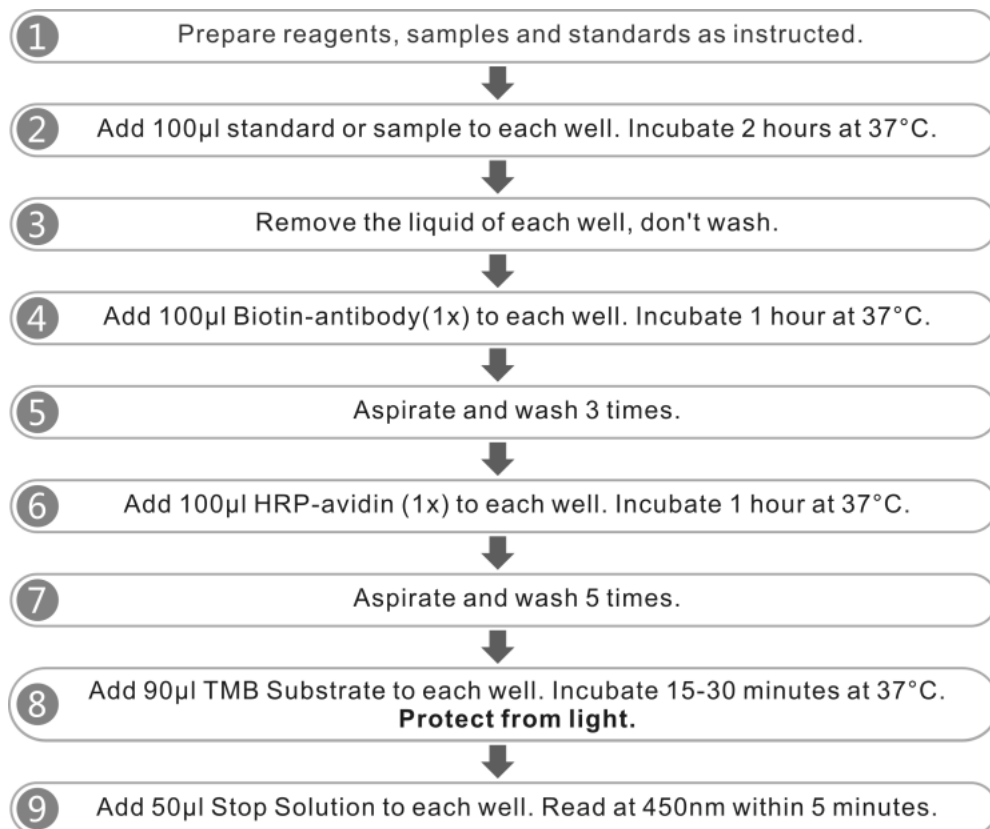 1 Prepare reagents, samples and standards as instructed.
2 Add 100μl standard or sample to each well. Incubate 2 hours at 37°C.
3 Remove the liquid of each well, don't wash.
4 Add 100μl Biotin-antibody(1x) to each well. Incubate 1 hour at 37°C.
5 Aspirate and wash 3 times.
6 Add 100μl HRP-avidin (1x) to each well. Incubate 1 hour at 37°C.
7 Aspirate and wash 5 times.
8 Add 90μl TMB Substrate to each well. Incubate 15-30 minutes at 37°C.
Protect from light.
9 Add 50μl Stop Solution to each well. Read at 450nm within 5 minutes.